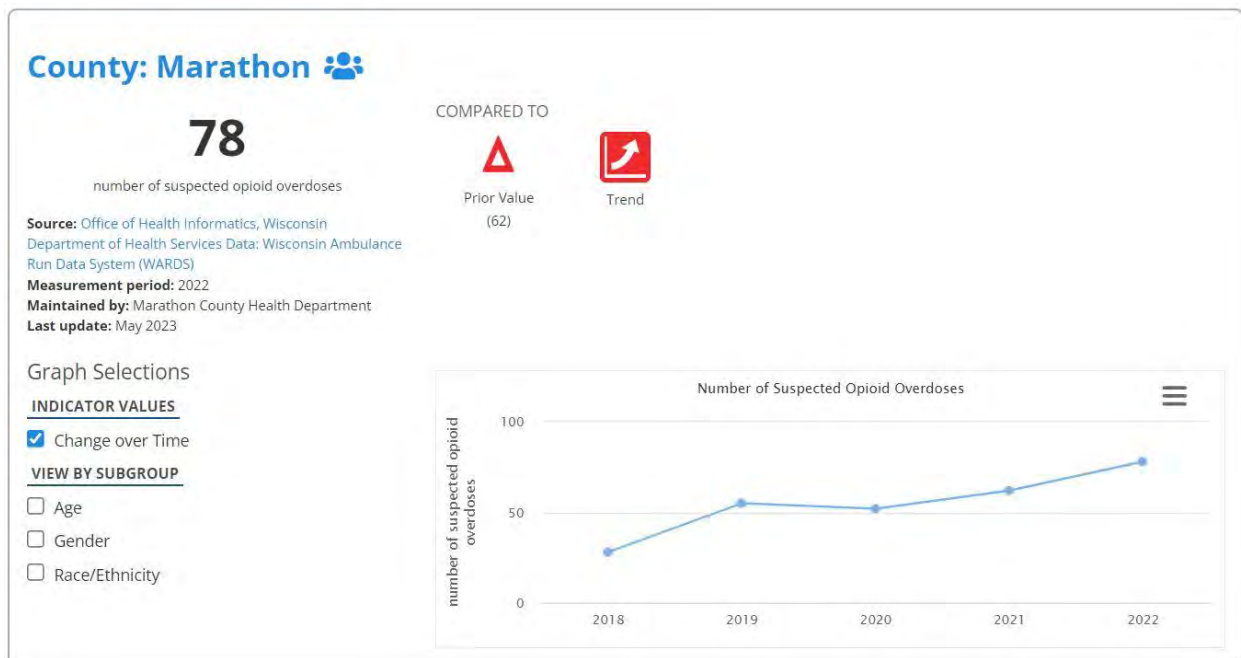 County: Marathon
78
number of suspected opioid overdoses
COMPARED TO
Prior Value
(62)
Trend
Source: Office of Health Informatics, Wisconsin
Department of Health Services Data: Wisconsin Ambulance
Run Data System (WARDS)
Measurement period: 2022
Maintained by: Marathon County Health Department
Last update: May 2023
Graph Selections
INDICATOR VALUES
Change over Time
VIEW BY SUBGROUP
Age
Gender
Race/Ethnicity
Number of Suspected Opioid Overdoses
number of suspected opioid
overdoses
100
50
0
2018 2019 2020 2021 2022